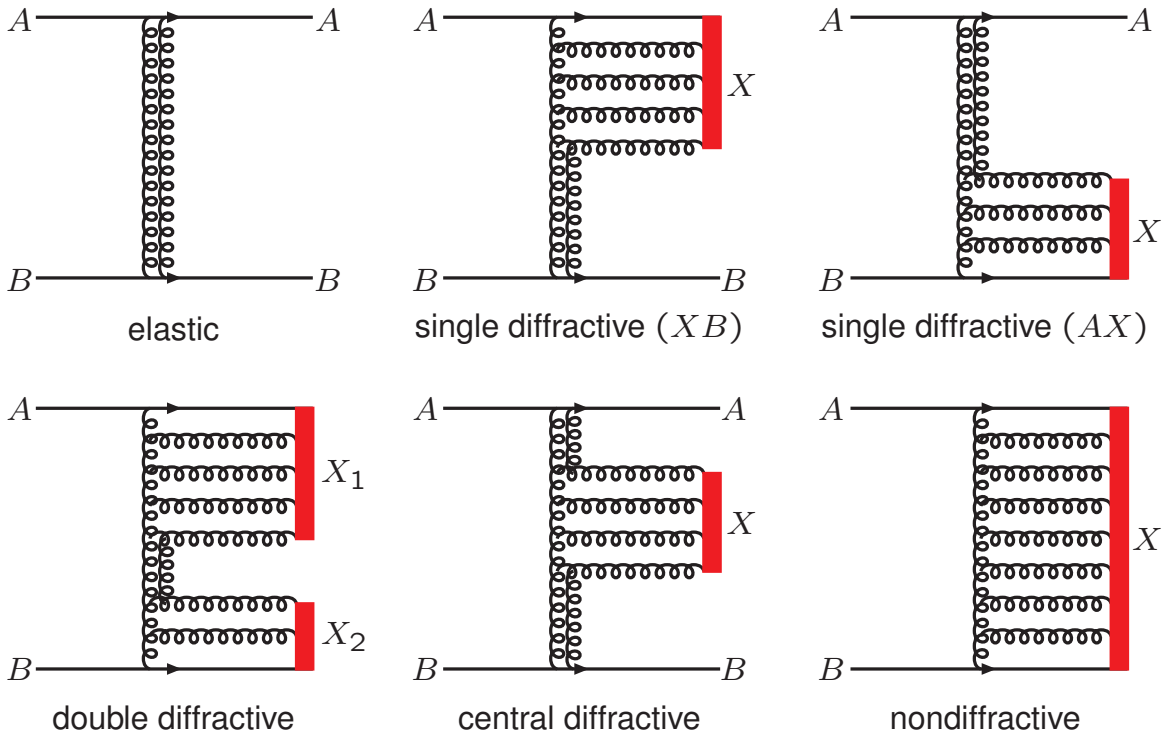 A A
B B
elastic
A
X
B B
single diffractive (XB)
A A
X
B
single diffractive (AX)
A
X1
X2
B
double diffractive
A A
X
B B
central diffractive
A
X
B
nondiffractive